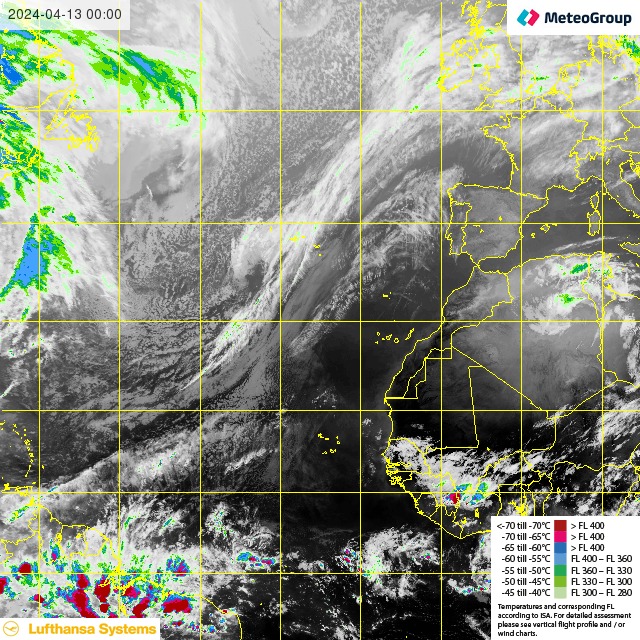 2024-04-13 00:00
MeteoGroup
<-70 till -70°C > FL 400
-70 till -65°C > FL 400
-65 till -60°C > FL 400
-60 till -55°C FL 400 – FL 360
-55 till -50°C FL 360 – FL 330
-50 till -45°C FL 330 – FL 300
-45 till -40°C FL 300 – FL 280
Temperatures and corresponding FL
according to ISA. For detailed assessment
please see vertical flight profile and / or
wind charts.
Lufthansa Systems